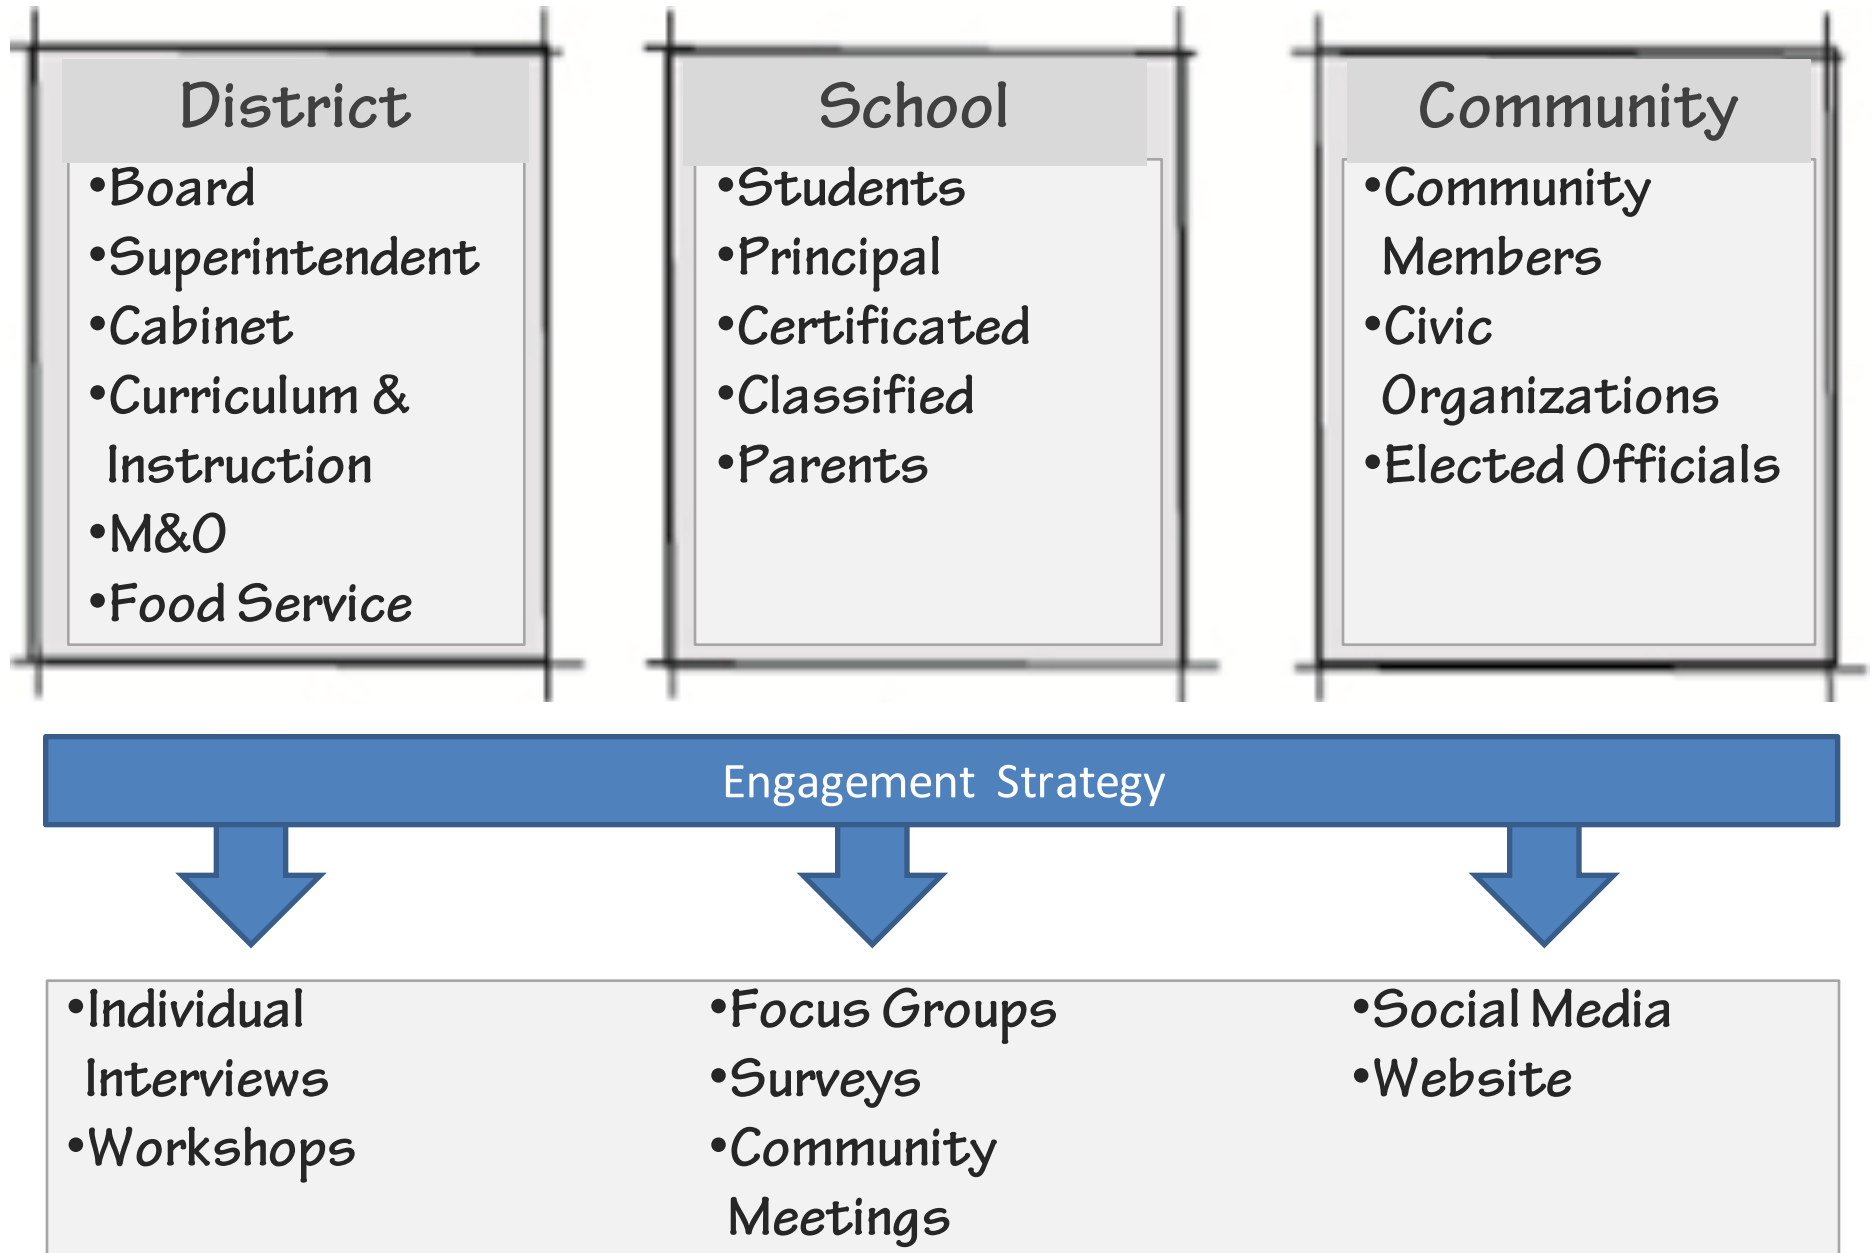 District
•Board
•Superintendent
•Cabinet
•Curriculum &
Instruction
•M&O
•Food Service
School
•Students
•Principal
•Certificated
•Classified
•Parents
Community
•Community
Members
•Civic
Organizations
•Elected Officials
Engagement Strategy
•Individual
Interviews
•Workshops
•Focus Groups
•Surveys
•Community
Meetings
•Social Media
•Website